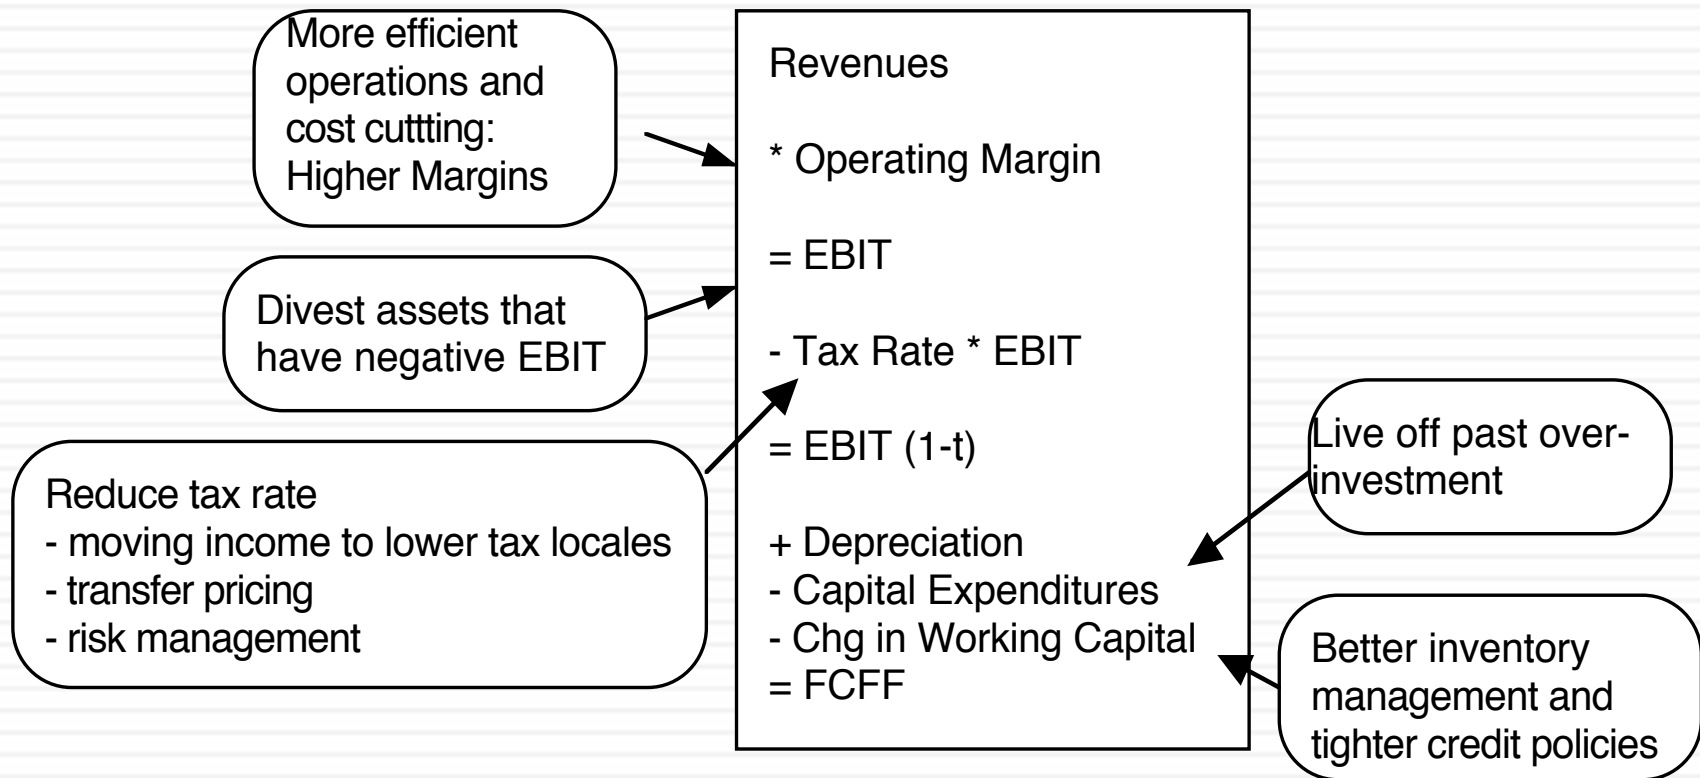 More efficient
operations and
cost cuttting:
Higher Margins
Divest assets that
have negative EBIT
Reduce tax rate
- moving income to lower tax locales
- transfer pricing
- risk management
Revenues
* Operating Margin
= EBIT
- Tax Rate * EBIT
= EBIT (1-t)
+ Depreciation
- Capital Expenditures
- Chg in Working Capital
= FCFF
Live off past over-
investment
Better inventory
management and
tighter credit policies